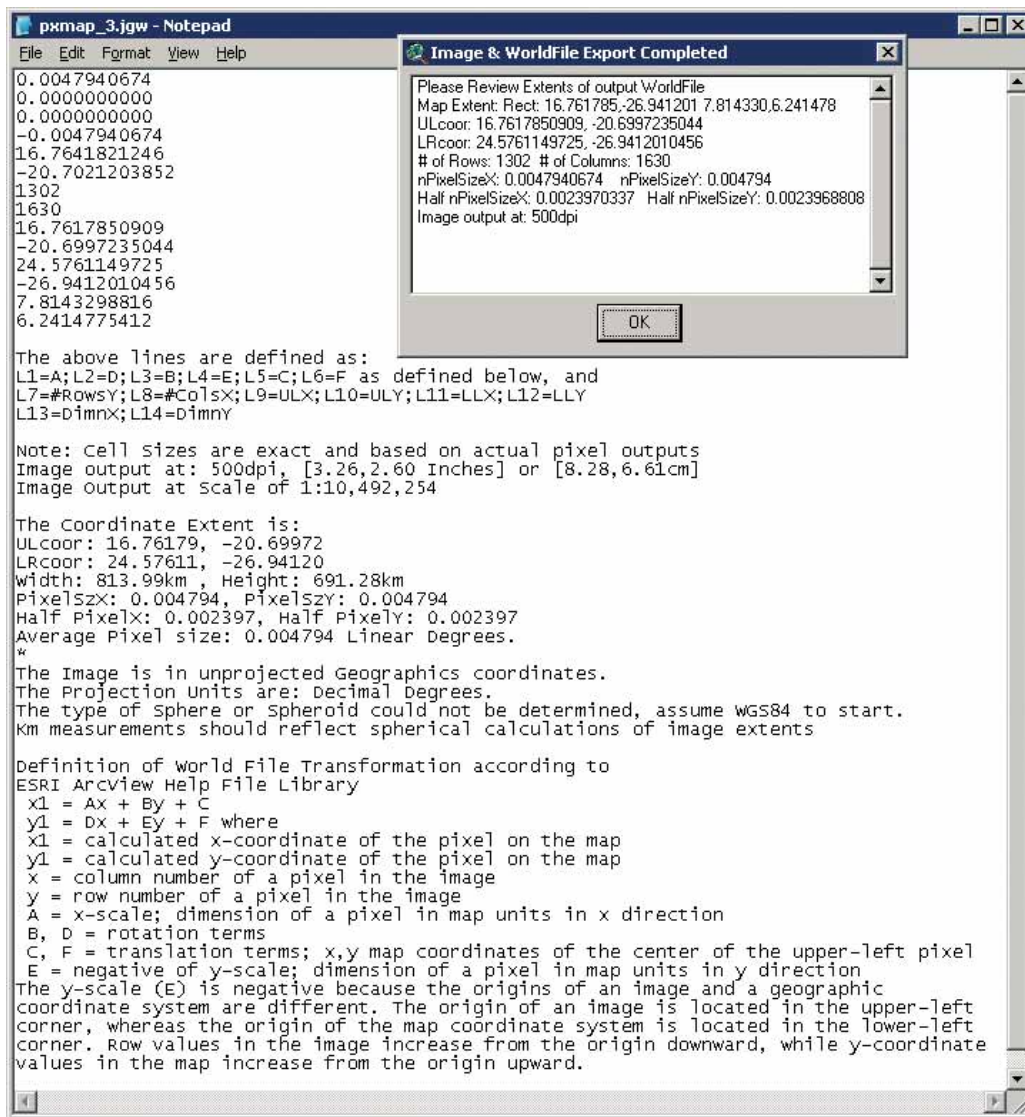 pxmap_3.jgw - Notepad
File Edit Format View Help
Image & WorldFile Export Completed
Please Review Extents of output WorldFile
Map Extent: Rect: 16.761785,-26.941201 7.814330,6.241478
ULcoor: 16.7617850909, -20.6997235044
LRcoor: 24.5761149725, -26.9412010456
# of Rows: 1302 # of Columns: 1630
nPixelSizeX: 0.0047940674 nPixelSizeY: 0.004794
Half nPixelSizeX: 0.0023970337 Half nPixelSizeY: 0.0023968808
Image output at: 500dpi
OK
0.0047940674
0.0000000000
0.0000000000
-0.0047940674
16.7641821246
-20.7021203852
1302
1630
16.7617850909
-20.6997235044
24.5761149725
-26.9412010456
7.8143298816
6.2414775412
The above lines are defined as:
L1=A;L2=D;L3=B;L4=E;L5=C;L6=F as defined below, and
L7=#RowsY;L8=#ColsX;L9=ULX;L10=ULY;L11=LLX;L12=LLY
L13=DimnX;L14=DimnY
Note: Cell Sizes are exact and based on actual pixel outputs
Image output at: 500dpi, [3.26,2.60 Inches] or [8.28,6.61cm]
Image Output at Scale of 1:10,492,254
The Coordinate Extent is:
ULcoor: 16.76179, -20.69972
LRcoor: 24.57611, -26.94120
Width: 813.99km , Height: 691.28km
PixelSzX: 0.004794, PixelSzY: 0.004794
Half PixelX: 0.002397, Half PixelY: 0.002397
Average Pixel size: 0.004794 Linear Degrees.
*
The Image is in unprojected Geographics coordinates.
The Projection Units are: Decimal Degrees.
The type of Sphere or Spheroid could not be determined, assume WGS84 to start.
Km measurements should reflect spherical calculations of image extents
Definition of World File Transformation according to
ESRI ArcView Help File Library
x1 = Ax + By + C
y1 = Dx + Ey + F where
x1 = calculated x-coordinate of the pixel on the map
y1 = calculated y-coordinate of the pixel on the map
x = column number of a pixel in the image
y = row number of a pixel in the image
A = x-scale; dimension of a pixel in map units in x direction
B, D = rotation terms
C, F = translation terms; x,y map coordinates of the center of the upper-left pixel
E = negative of y-scale; dimension of a pixel in map units in y direction
The y-scale (E) is negative because the origins of an image and a geographic
coordinate system are different. The origin of an image is located in the upper-left
corner, whereas the origin of the map coordinate system is located in the lower-left
corner. Row values in the image increase from the origin downward, while y-coordinate
values in the map increase from the origin upward.